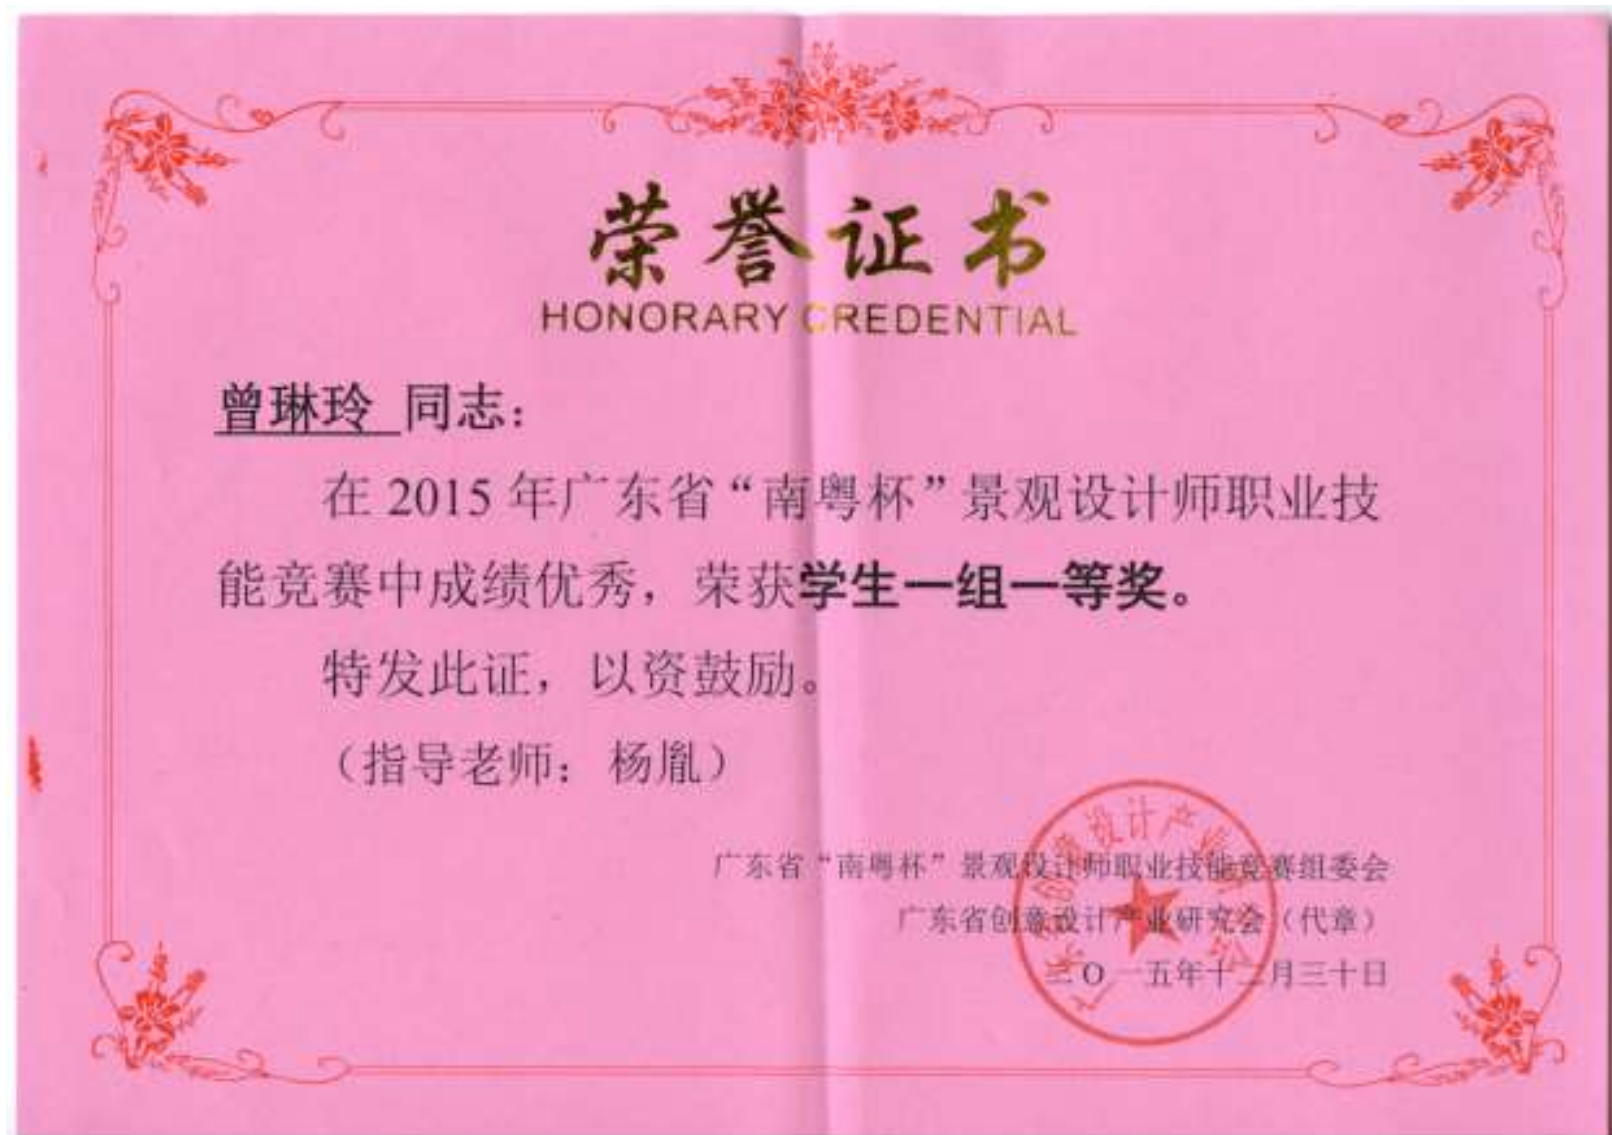 荣誉证书
HONORARY CREDENTIAL
曾琳玲 同志：
在 2015 年广东省“南粤杯”景观设计师职业技
能竞赛中成绩优秀，荣获学生一组一等奖。
特发此证，以资鼓励。
（指导老师：杨胤）
广东省“南粤杯”景观设计师职业技能竞赛组委会
广东省创意设计产业研究会（代章）
二O一五年十二月三十日